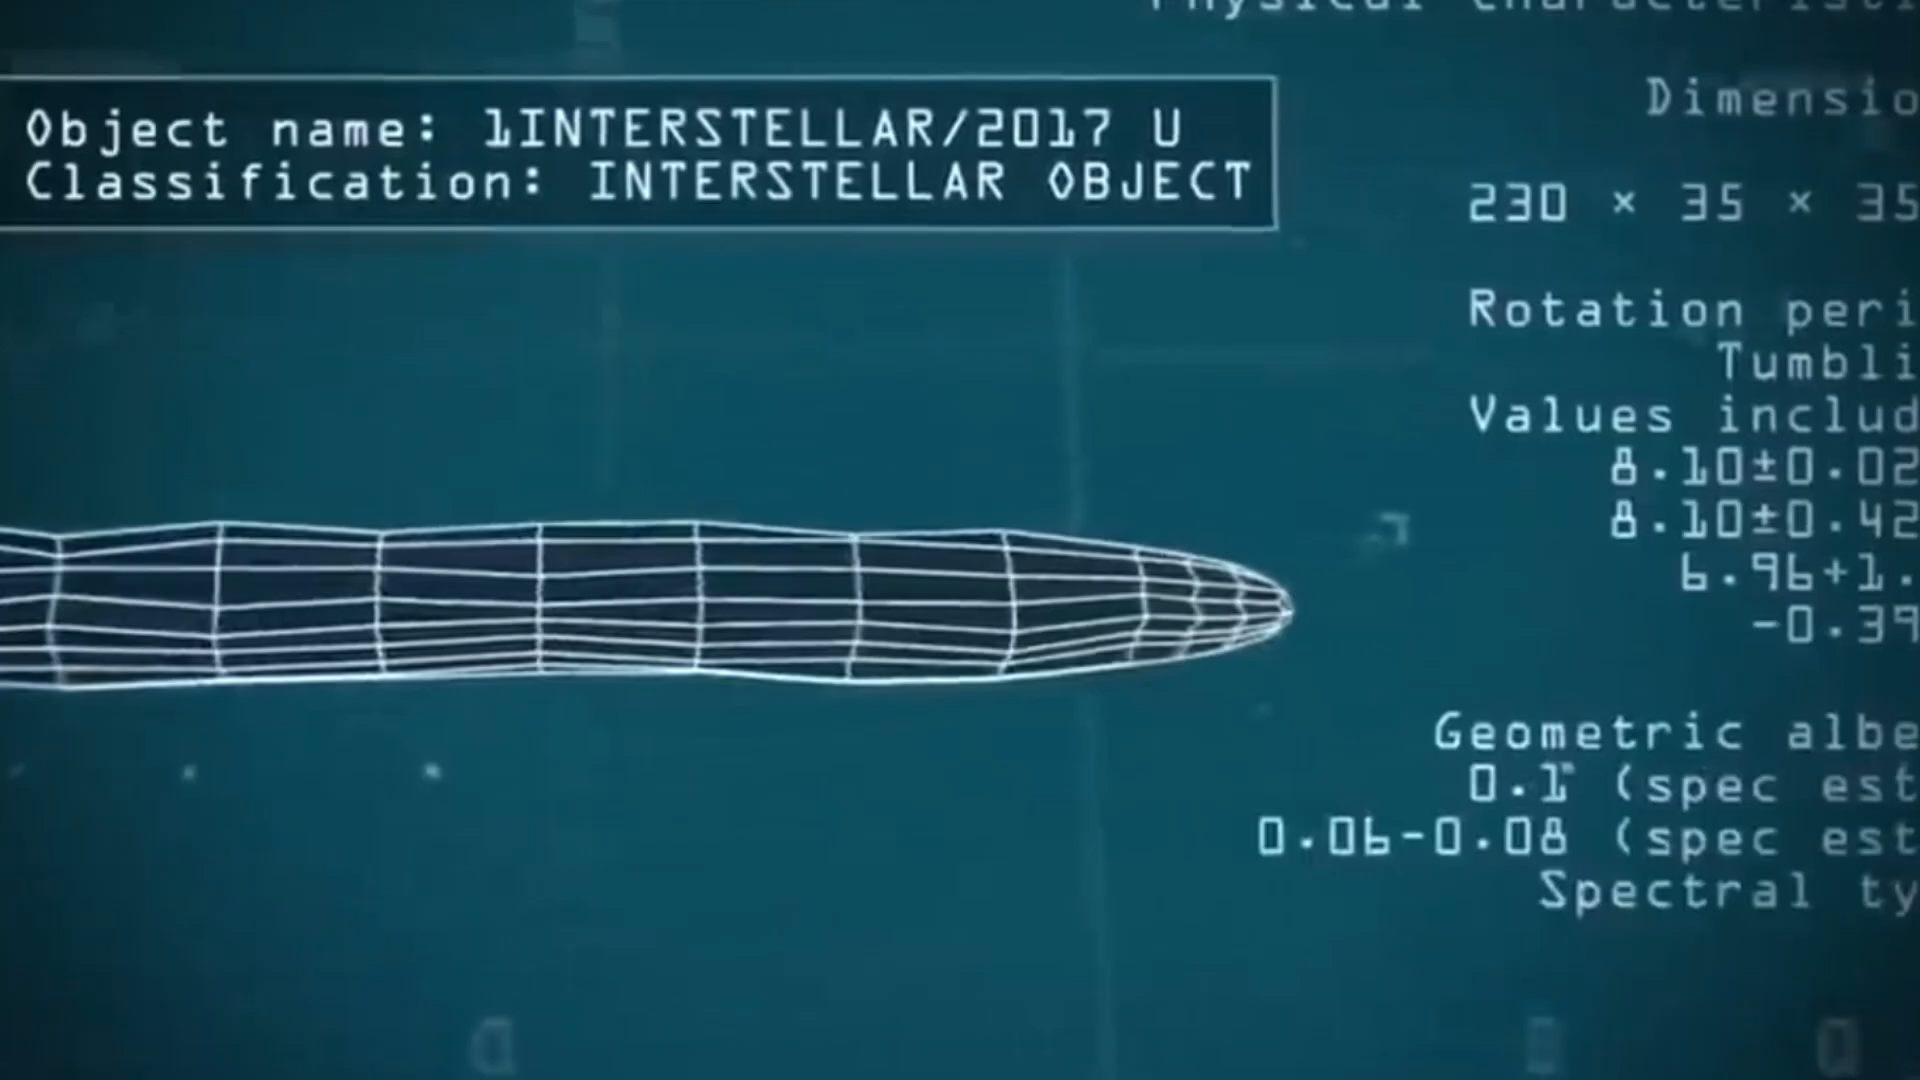 Physical characteristi
Object name: 1INTERSTELLAR/2017 U
Classification: INTERSTELLAR OBJECT
Dimensio
230 × 35 × 35
Rotation peri
Tumbli
Values includ
8.10±0.02
8.10±0.42
6.96+1.
-0.39
Geometric albe
0.1 (spec est
0.06-0.08 (spec est
Spectral ty